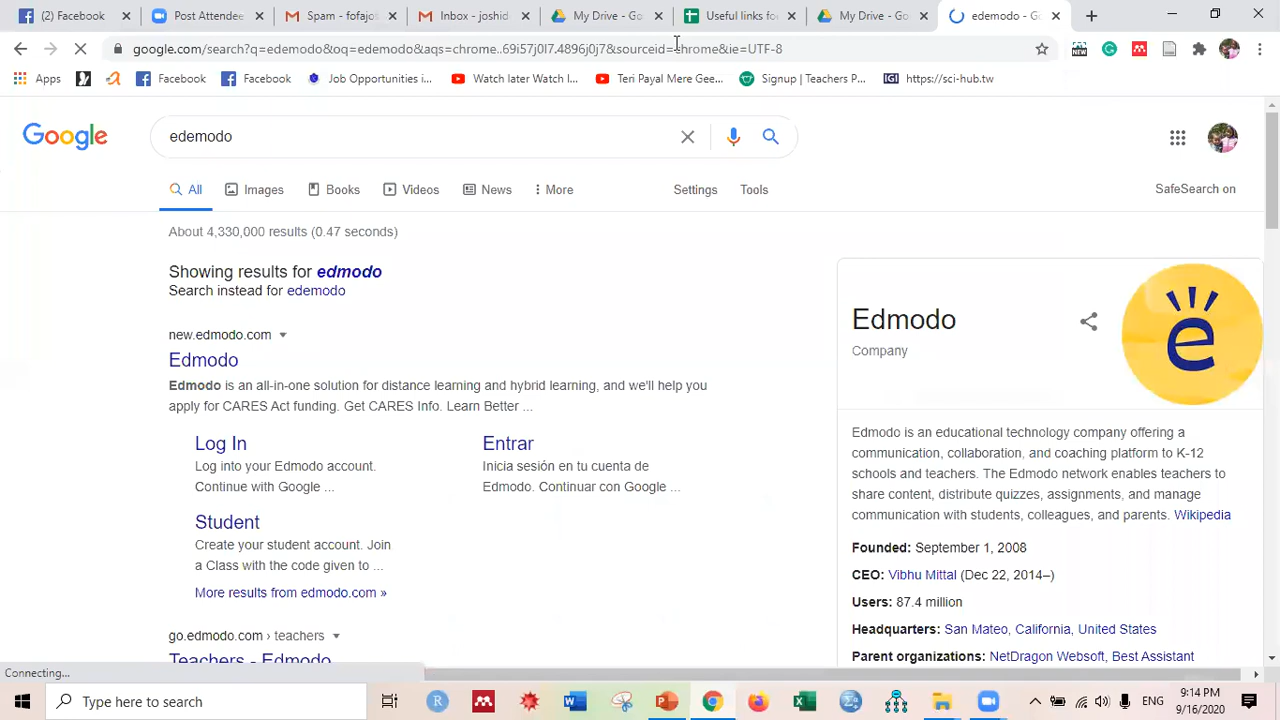 (2) Facebook
Post Attende
Spam - fofajol
Inbox - joshic
My Drive - Go
Useful links fo
My Drive - Go
edemodo - Go
google.com/search?q=edemodo&oq=edemodo&aqs=chrome..69i57j0l7.4896j0j7&sourceid=chrome&ie=UTF-8
Apps
Facebook
Facebook
Job Opportunities i...
Watch later Watch l...
Teri Payal Mere Gee...
Signup | Teachers P...
IGI
https://sci-hub.tw
Google
edemodo
All
Images
Books
Videos
News
More
Settings
Tools
SafeSearch on
About 4,330,000 results (0.47 seconds)
Showing results for edmodo
Search instead for edemodo
new.edmodo.com
Edmodo
Edmodo is an all-in-one solution for distance learning and hybrid learning, and we'll help you
apply for CARES Act funding. Get CARES Info. Learn Better ...
Log In
Log into your Edmodo account.
Continue with Google ...
Entrar
Inicia sesión en tu cuenta de
Edmodo. Continuar con Google ...
Student
Create your student account. Join
a Class with the code given to ...
More results from edmodo.com »
go.edmodo.com › teachers
Teachers - Edmodo
Edmodo
Company
e
Edmodo is an educational technology company offering a
communication, collaboration, and coaching platform to K-12
schools and teachers. The Edmodo network enables teachers to
share content, distribute quizzes, assignments, and manage
communication with students, colleagues, and parents. Wikipedia
Founded: September 1, 2008
CEO: Vibhu Mittal (Dec 22, 2014–)
Users: 87.4 million
Headquarters: San Mateo, California, United States
Parent organizations: NetDragon Websoft, Best Assistant
Connecting...
Type here to search
ENG
9:14 PM
9/16/2020